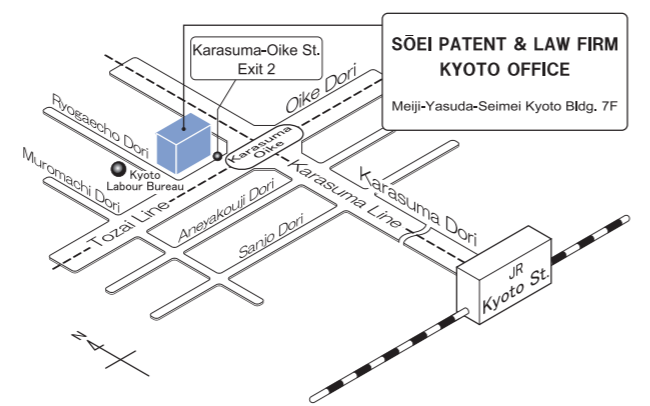 SŌEI PATENT & LAW FIRM
KYOTO OFFICE
Meiji-Yasuda-Seimei Kyoto Bldg. 7F
Karasuma-Oike St.
Exit 2
Oike Dori
Ryogaecho Dori
Karasuma
Oike
Kyoto
Labour Bureau
Muromachi Dori
Karasuma Dori
Karasuma Line
Tozai Line
Aneyakouji Dori
Sanjo Dori
JR
Kyoto St.
N